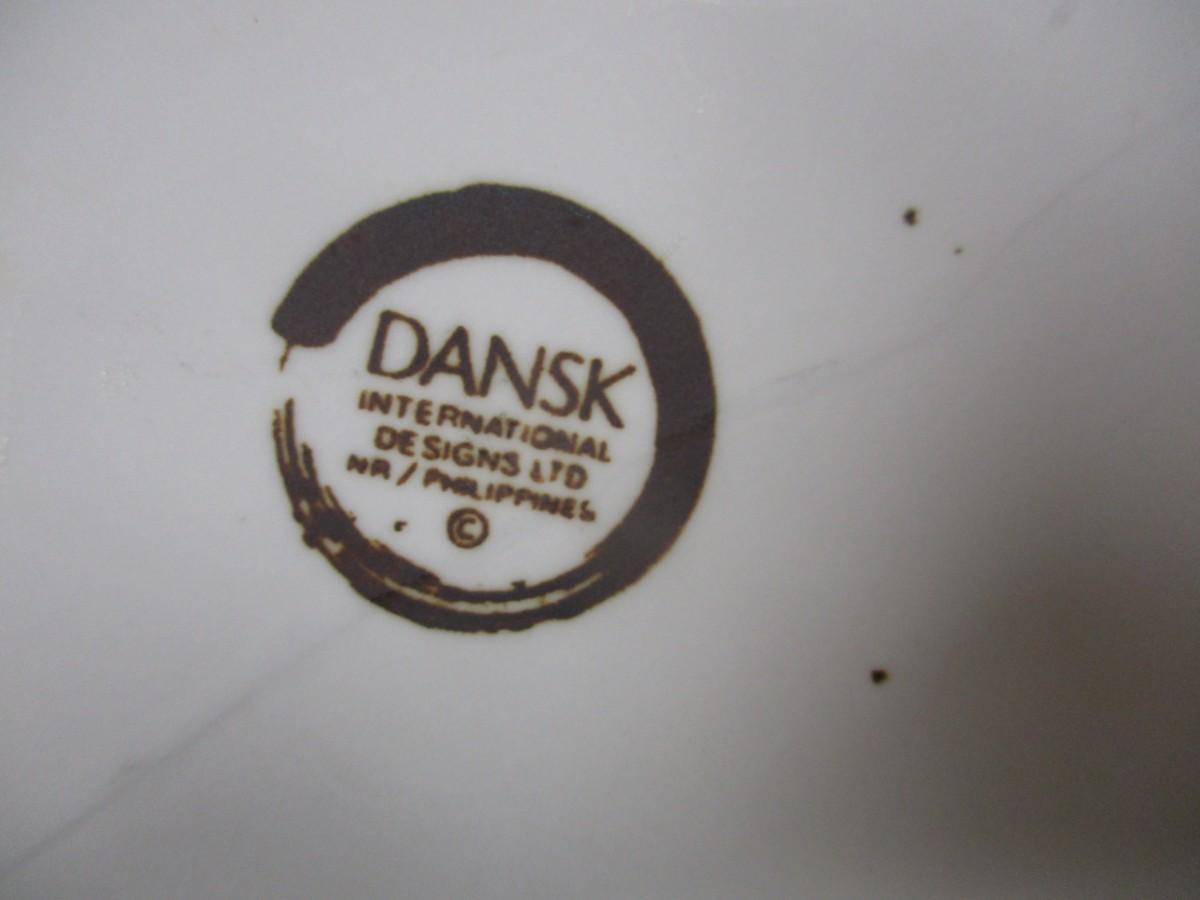 DANSK
INTERNATIONAL
DESIGNS LTD
NR / PHILIPPINES
©